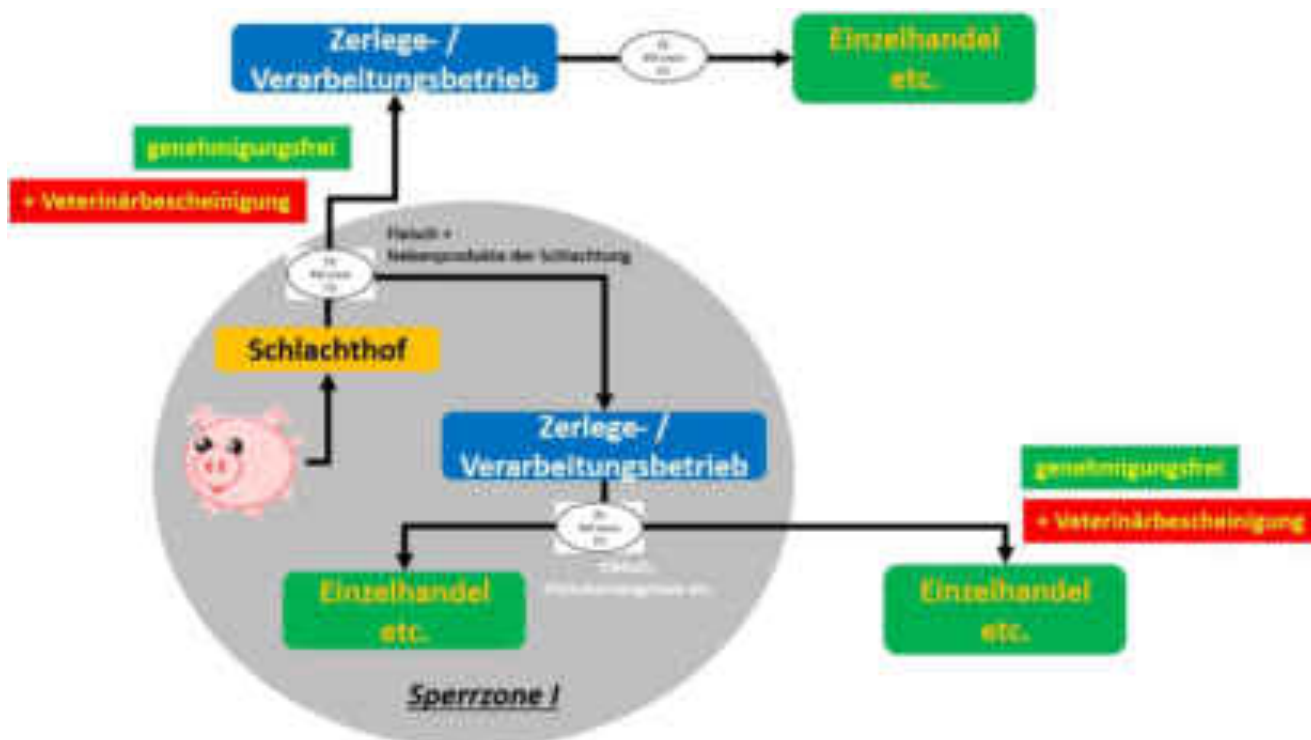 Zerlege- /
Verarbeitungsbetrieb
Einzelhandel
etc.
genehmigungsfrei
+ Veterinärbescheinigung
Fleisch +
Nebenprodukte der Schlachtung
Schlachthof
Zerlege- /
Verarbeitungsbetrieb
genehmigungsfrei
+ Veterinärbescheinigung
Einzelhandel
etc.
Einzelhandel
etc.
Sperrzone I